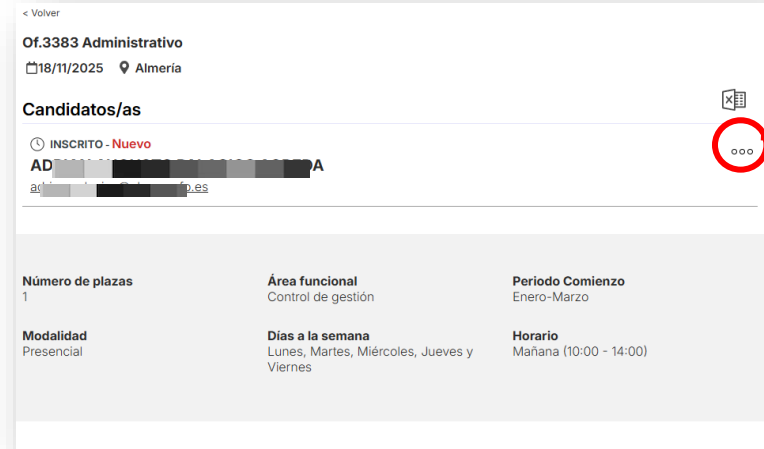 < Volver
Of.3383 Administrativo
18/11/2025 Almería
Candidatos/as
INSCRITO - Nuevo
Número de plazas
1
Área funcional
Control de gestión
Periodo Comienzo
Enero-Marzo
Modalidad
Presencial
Días a la semana
Lunes, Martes, Miércoles, Jueves y
Viernes
Horario
Mañana (10:00 - 14:00)